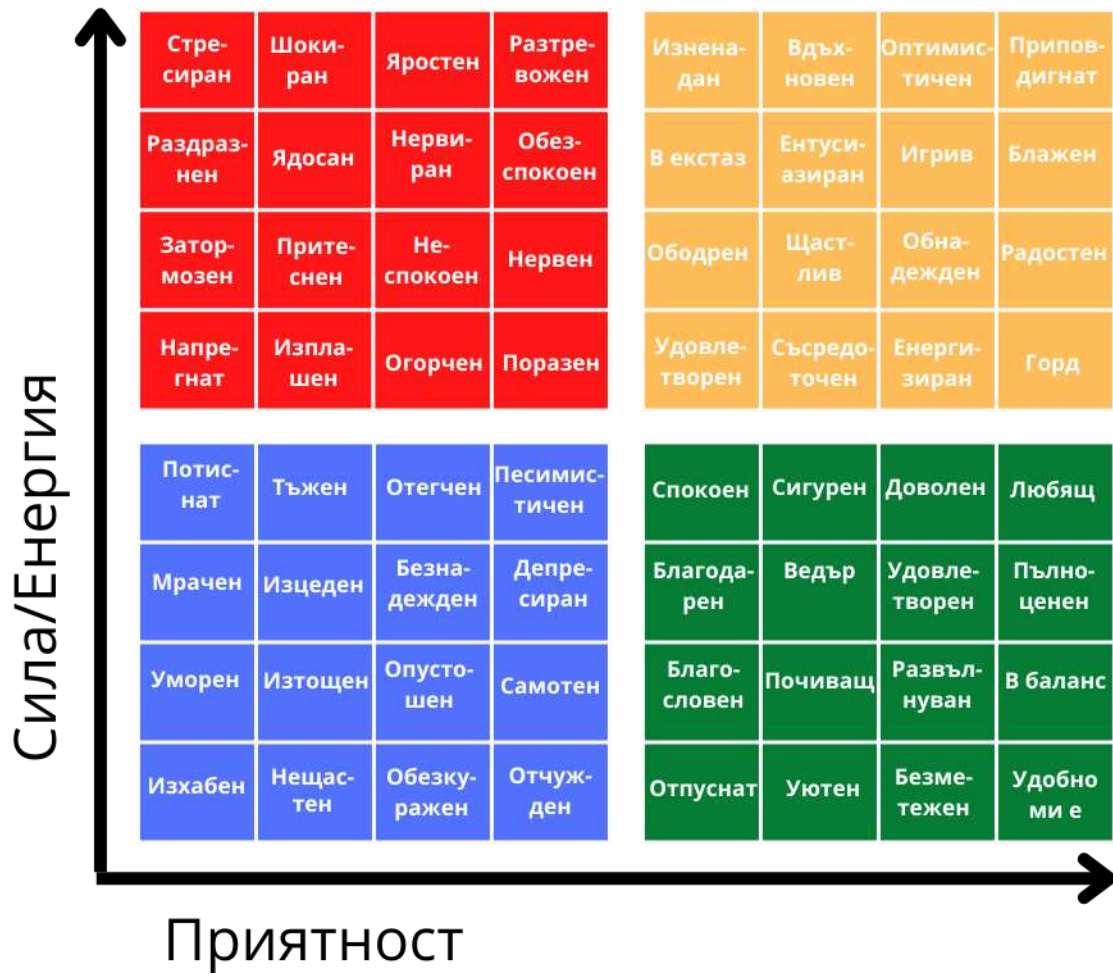 Стре-
сиран
Шоки-
ран
Яростен
Разтре-
вожен
Изнена-
дан
Вдъх-
новен
Оптимис-
тичен
Припов-
дигнат
Раздраз-
нен
Ядосан
Нерви-
ран
Обез-
спокоен
В екстаз
Ентуси-
азиран
Игрив
Блажен
Затор-
мозен
Прите-
снен
Не-
спокоен
Нервен
Ободрен
Щаст-
лив
Обна-
дежден
Радостен
Напре-
гнат
Изпла-
шен
Огорчен
Поразен
Удовле-
творен
Съсредо-
точен
Енерги-
зиран
Горд
Потис-
нат
Тъжен
Отегчен
Песимис-
тичен
Спокоен
Сигурен
Доволен
Любящ
Мрачен
Изцеден
Безна-
дежден
Депре-
сиран
Благода-
рен
Ведър
Удовле-
творен
Пълно-
ценен
Уморен
Изтощен
Опусто-
шен
Самотен
Благо-
словен
Почиващ
Развъл-
нуван
В баланс
Изхабен
Нещас-
тен
Обезку-
ражен
Отчуж-
ден
Отпуснат
Уютен
Безме-
тежен
Удобно
ми е
Сила/Енергия
Приятност